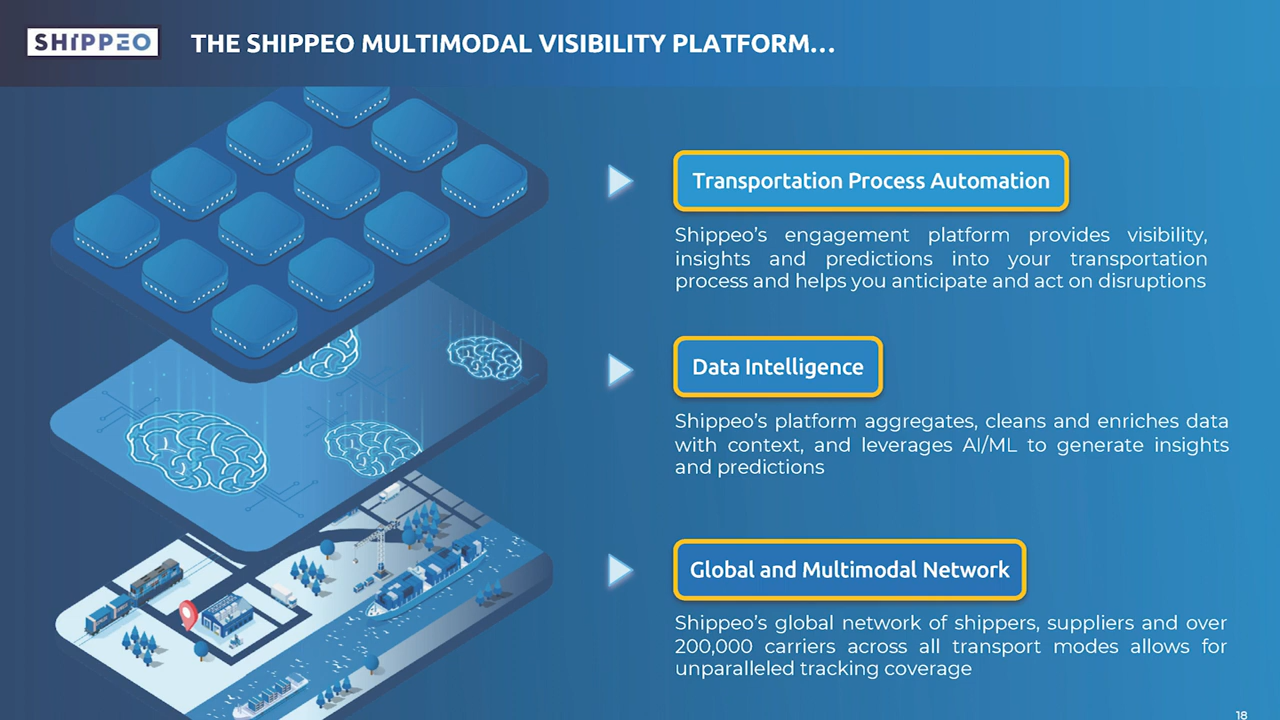 SHIPPEO
THE SHIPPEO MULTIMODAL VISIBILITY PLATFORM...
Transportation Process Automation
Shippeo's engagement platform provides visibility,
insights and predictions into your transportation
process and helps you anticipate and act on disruptions
Data Intelligence
Shippeo's platform aggregates, cleans and enriches data
with context, and leverages AI/ML to generate insights
and predictions
Global and Multimodal Network
Shippeo's global network of shippers, suppliers and over
200,000 carriers across all transport modes allows for
unparalleled tracking coverage
18